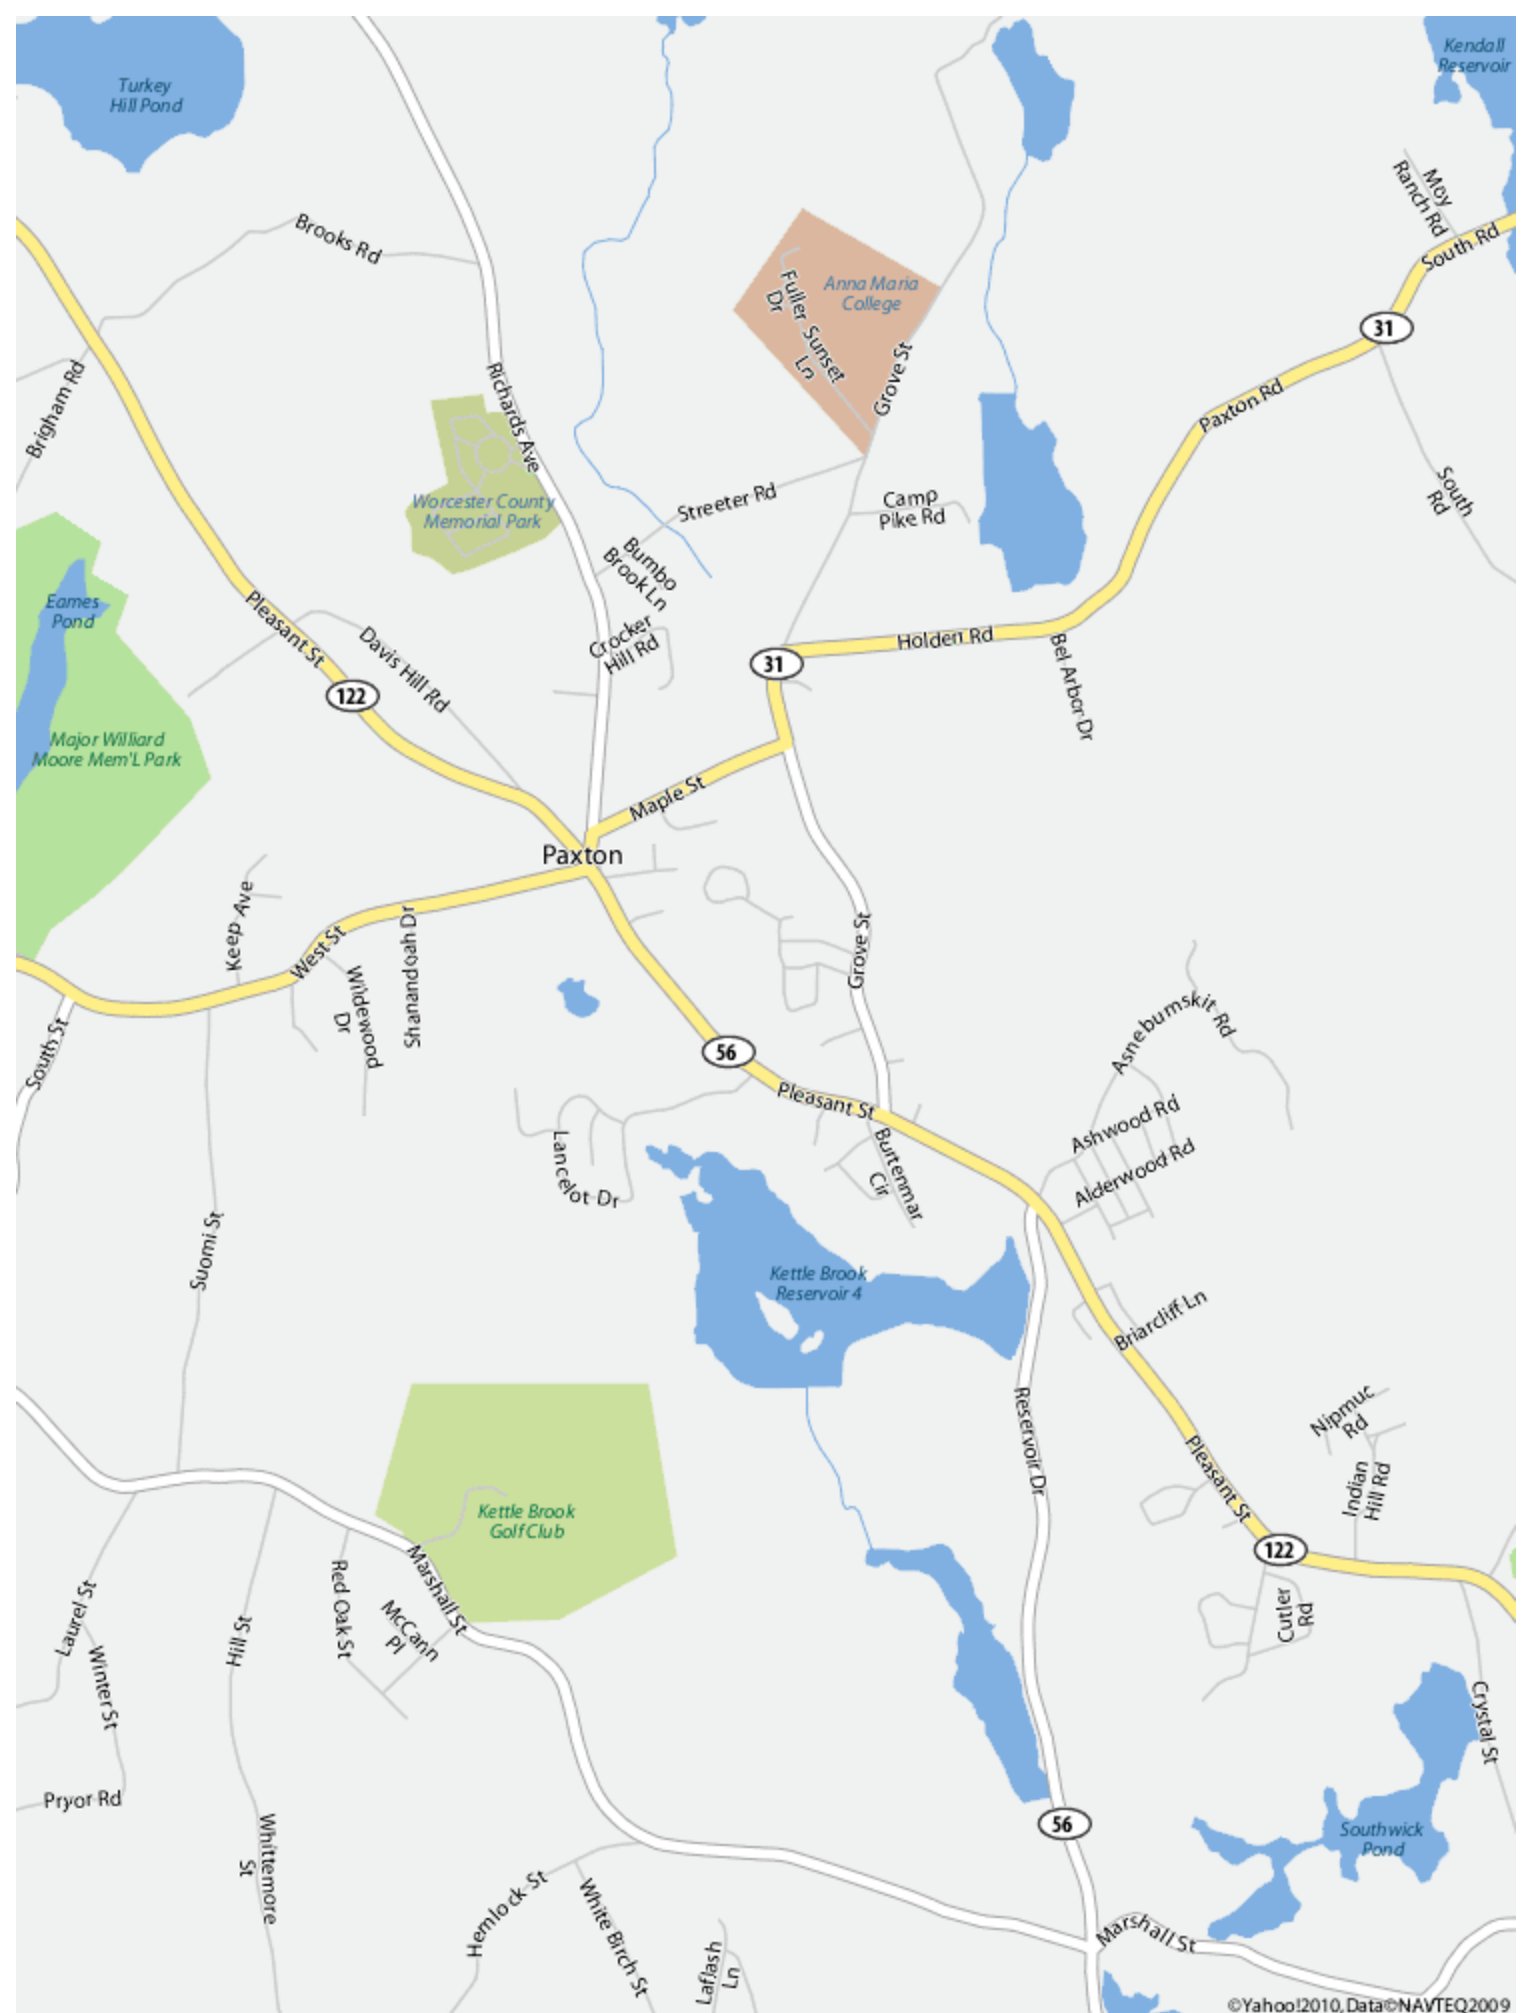 Turkey
Hill Pond
Kendall
Reservoir
Moy
Ranch Rd
South Rd
Brooks Rd
Anna Maria
College
Fuller
Dr
Sunset
Ln
31
Grove St
Brigham Rd
Richards Ave
Paxton Rd
Worcester County
Memorial Park
Streeter Rd
Camp
Pike Rd
South
Rd
Bumbo
Brook Ln
Eames
Pond
Pleasant St
Davis Hill Rd
Crocker
Hill Rd
31
Holden Rd
Bel Arbor Dr
122
Major Williard
Moore Mem'L Park
Maple St
Paxton
Keep Ave
West St
Shanandoah Dr
Wildewood
Dr
Grove St
South St
56
Pleasant St
Asnebumskit Rd
Ashwood Rd
Alderwood Rd
Lancelot Dr
Burtenmar
Cir
Suomi St
Kettle Brook
Reservoir 4
Briarcliff Ln
Reservoir Dr
Nipmuc
Rd
Pleasant St
Indian
Hill Rd
Kettle Brook
Golf Club
122
Marshall St
Red Oak St
McCann
Pl
Laurel St
Winter St
Hill St
Cutler
Rd
Crystal St
Pryor Rd
Whittemore
St
56
Southwick
Pond
Hemlock St
White Birch St
Laflash
Ln
Marshall St
©Yahoo!2010, Data©NAVTEQ2009